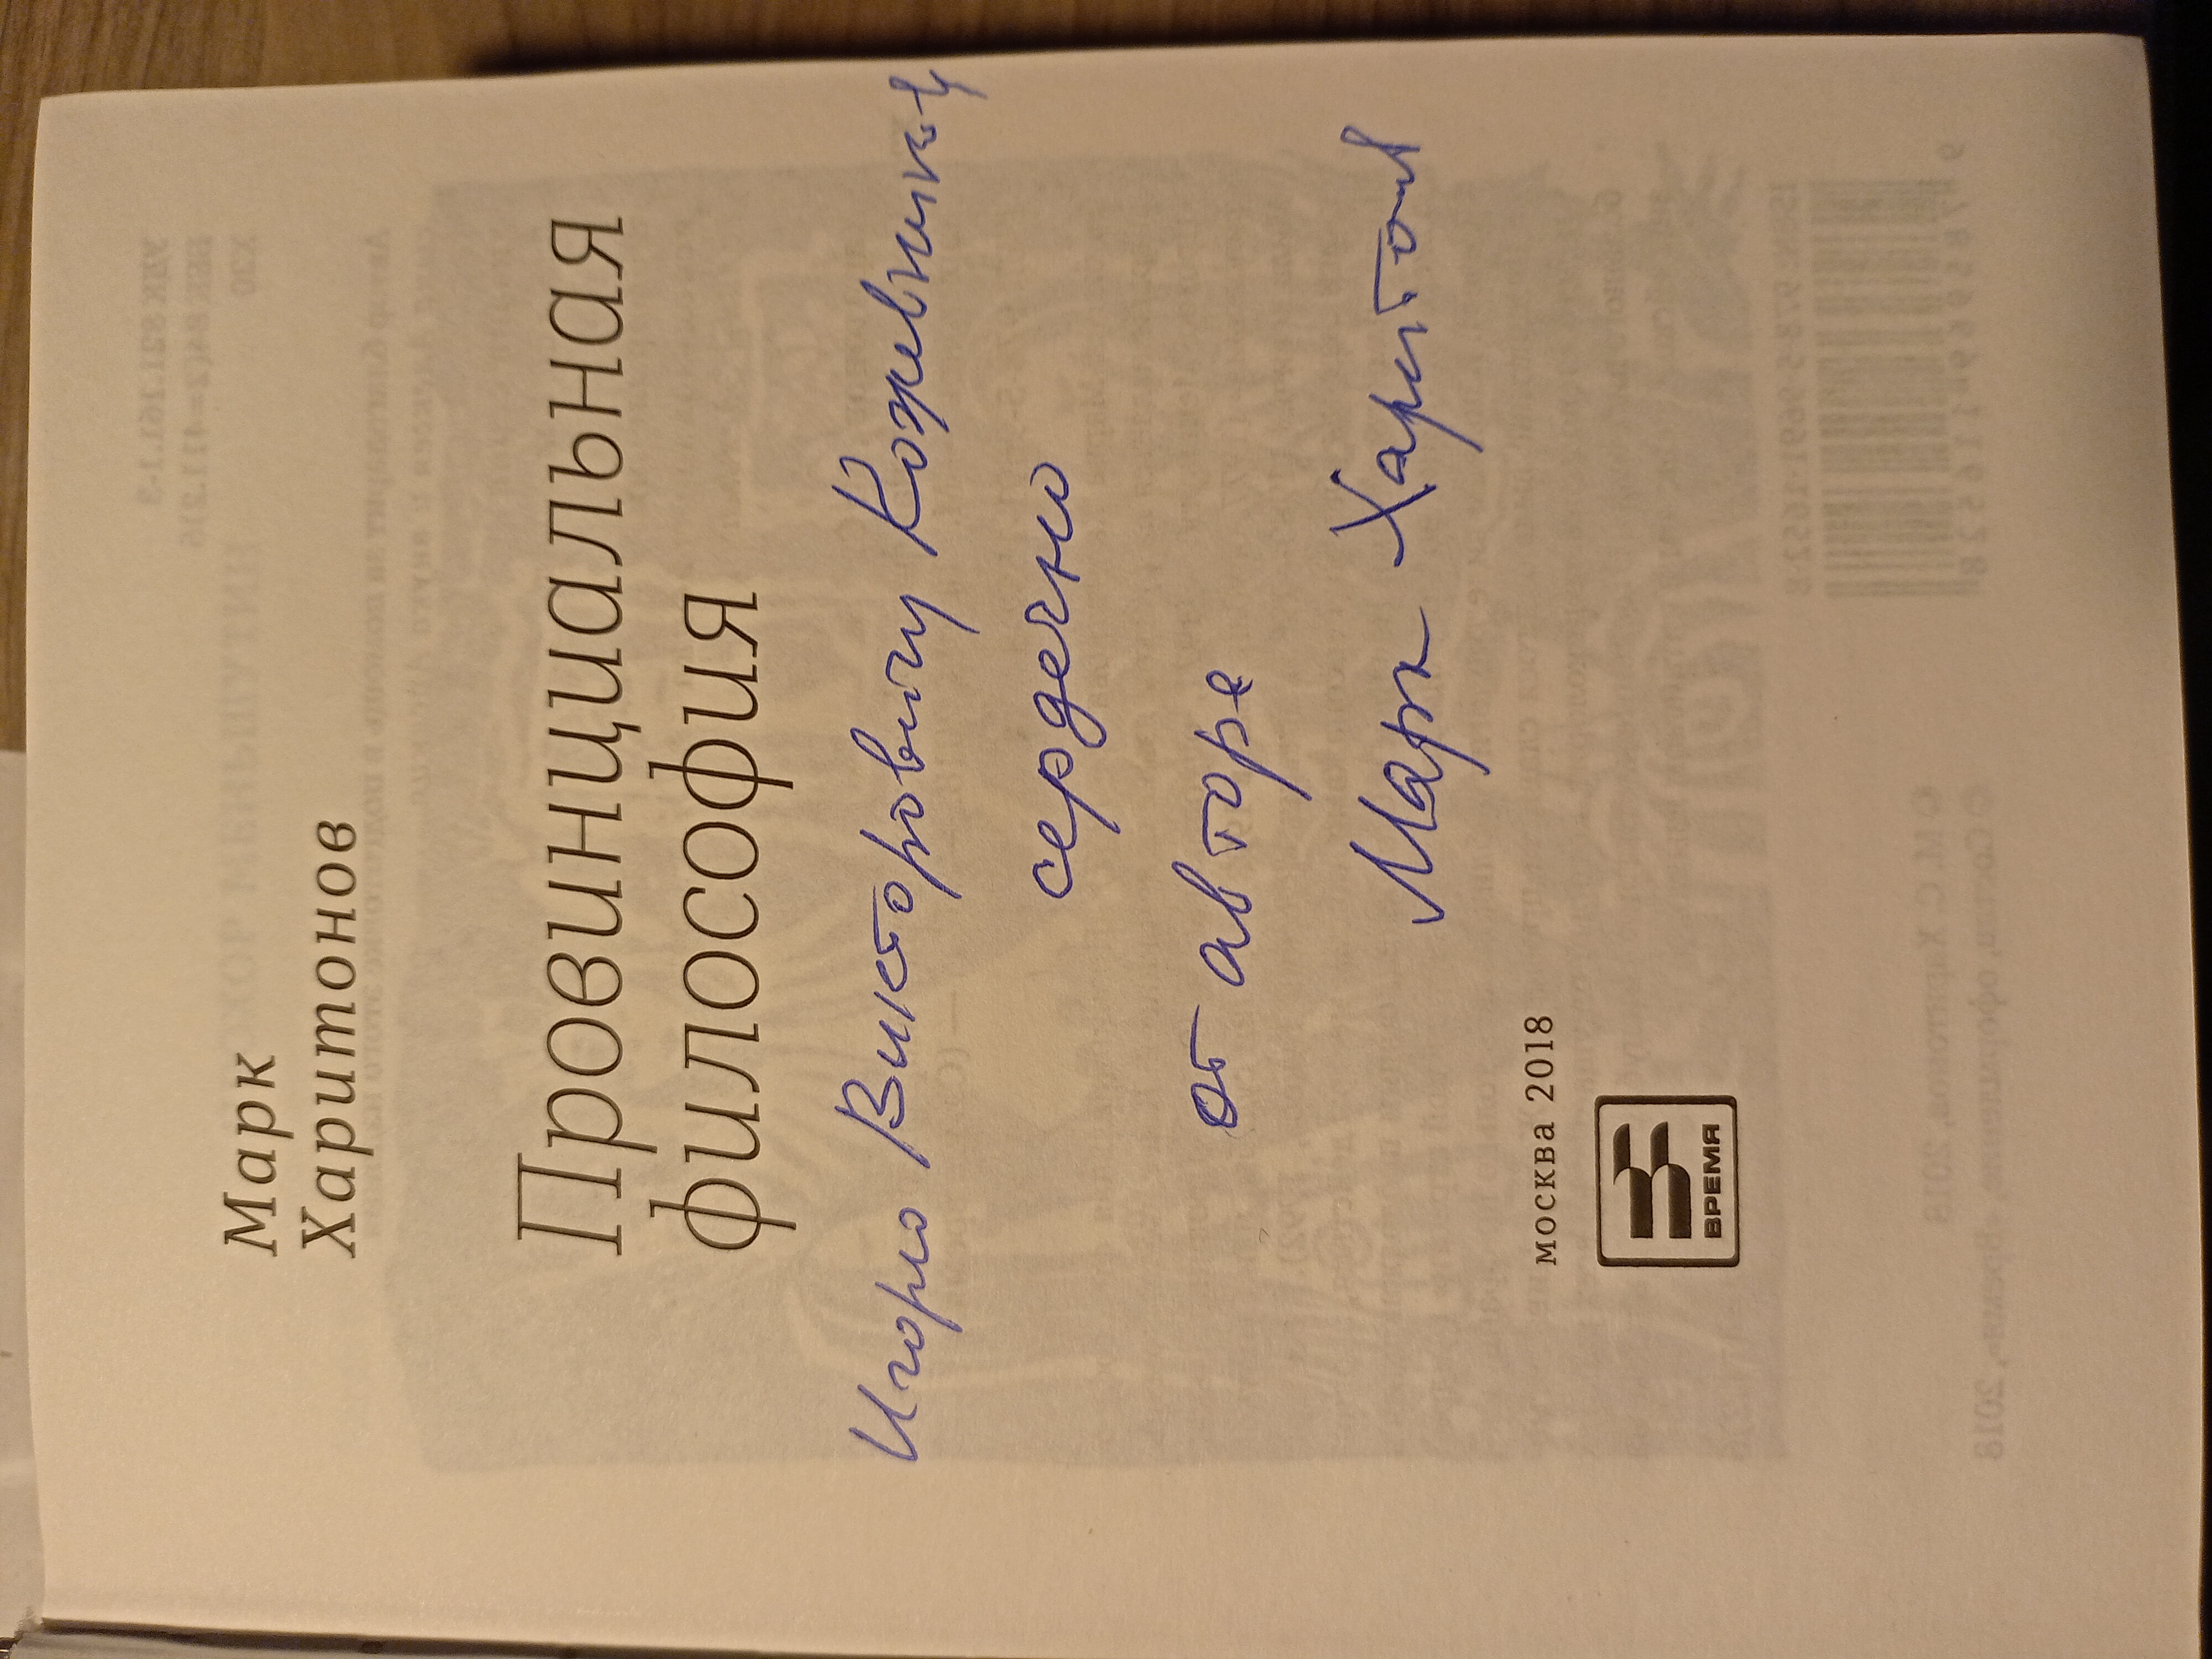 Марк
Харитонов
Провинциальная
философия
Игорю Викторовичу Кожевникову
сердечно
от автора
Марк Харитонов
МОСКВА 2018
ВРЕМЯ